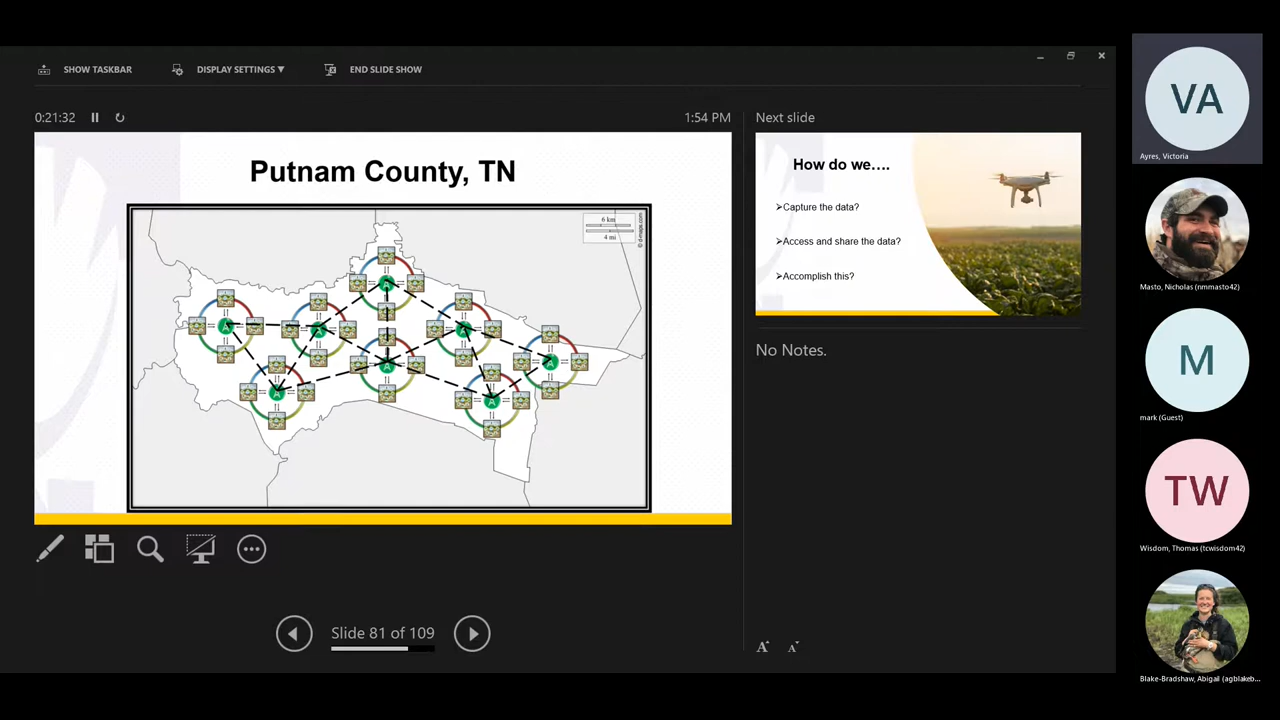 SHOW TASKBAR
DISPLAY SETTINGS ▼
END SLIDE SHOW
0:21:32
1:54 PM
Putnam County, TN
6 km
4 mi
© d-maps.com
A
A
A
A
A
A
A
A
Next slide
How do we….
➢Capture the data?
➢Access and share the data?
➢Accomplish this?
No Notes.
Slide 81 of 109
A
A
VA
Ayres, Victoria
Masto, Nicholas (nmmasto42)
M
mark (Guest)
TW
Wisdom, Thomas (tcwisdom42)
Blake-Bradshaw, Abigail (agblakeb...